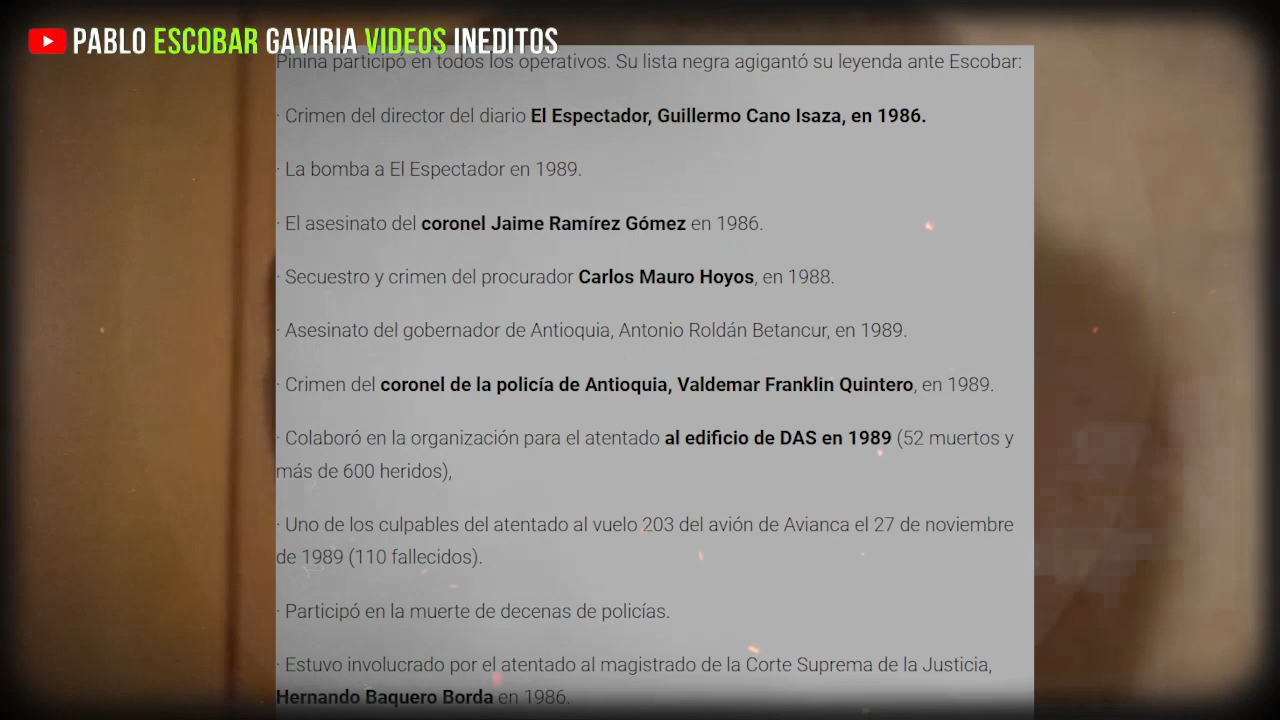 PABLO ESCOBAR GAVIRIA VIDEOS INEDITOS
Pinina participó en todos los operativos. Su lista negra agigantó su leyenda ante Escobar:
· Crimen del director del diario El Espectador, Guillermo Cano Isaza, en 1986.
· La bomba a El Espectador en 1989.
· El asesinato del coronel Jaime Ramírez Gómez en 1986.
· Secuestro y crimen del procurador Carlos Mauro Hoyos, en 1988.
· Asesinato del gobernador de Antioquia, Antonio Roldán Betancur, en 1989.
· Crimen del coronel de la policía de Antioquia, Valdemar Franklin Quintero, en 1989.
· Colaboró en la organización para el atentado al edificio de DAS en 1989 (52 muertos y
más de 600 heridos),
· Uno de los culpables del atentado al vuelo 203 del avión de Avianca el 27 de noviembre
de 1989 (110 fallecidos).
· Participó en la muerte de decenas de policías.
· Estuvo involucrado por el atentado al magistrado de la Corte Suprema de la Justicia,
Hernando Baquero Borda en 1986.